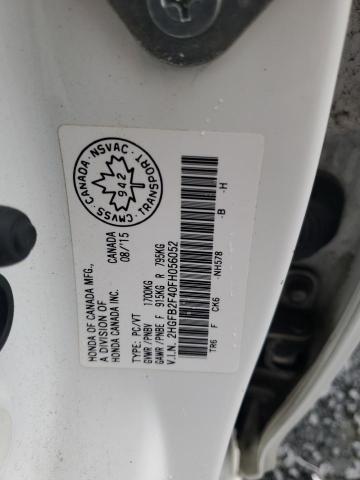 HONDA OF CANADA MFG.,
A DIVISION OF
HONDA CANADA INC.
CANADA
08/15
CANADA · NSVAC · TRANSPORT · CMVSS
942
TYPE: PC/VT
GVWR /PNBV 1700KG
GAWR /PNBE F 915KG R 795KG
V.I.N. 2HGFB2F40FH056052
TR6 F CK6 -NH578 -B -H